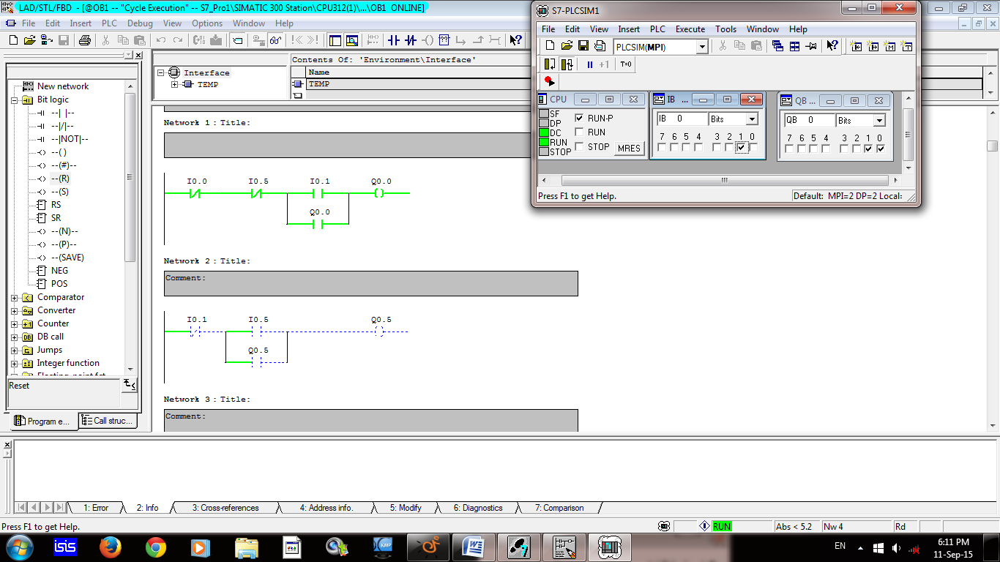 LAD/STL/FBD - [@OB1 -- "Cycle Execution" -- S7_Pro1\SIMATIC 300 Station\CPU312(1)\...\OB1 ONLINE]
File Edit Insert PLC Debug View Options Window Help
New network
Bit logic
--| |--
--|/|--
--|NOT|--
--( )
--(#)--
--(R)
--(S)
RS
SR
--(N)--
--(P)--
--(SAVE)
NEG
POS
Comparator
Converter
Counter
DB call
Jumps
Integer function
Floating-point fct.
Reset
Program e...
Call struc...
Interface
TEMP
Contents Of: 'Environment\Interface'
Name
TEMP
Network 1 : Title:
I0.0 I0.5 I0.1 Q0.0
Q0.0
Network 2 : Title:
Comment:
I0.1 I0.5 Q0.5
Q0.5
Network 3 : Title:
Comment:
S7-PLCSIM1
File Edit View Insert PLC Execute Tools Window Help
PLCSIM(MPI)
+1 T=0
CPU
SF
DP
DC
RUN
STOP
RUN-P
RUN
STOP
MRES
IB ...
IB 0 Bits
7 6 5 4 3 2 1 0
QB ...
QB 0 Bits
7 6 5 4 3 2 1 0
Press F1 to get Help.
Default: MPI=2 DP=2 Local:
1: Error 2: Info 3: Cross-references 4: Address info. 5: Modify 6: Diagnostics 7: Comparison
Press F1 to get Help.
RUN Abs < 5.2 Nw 4 Rd
isis
KMP
EN
6:11 PM
11-Sep-15